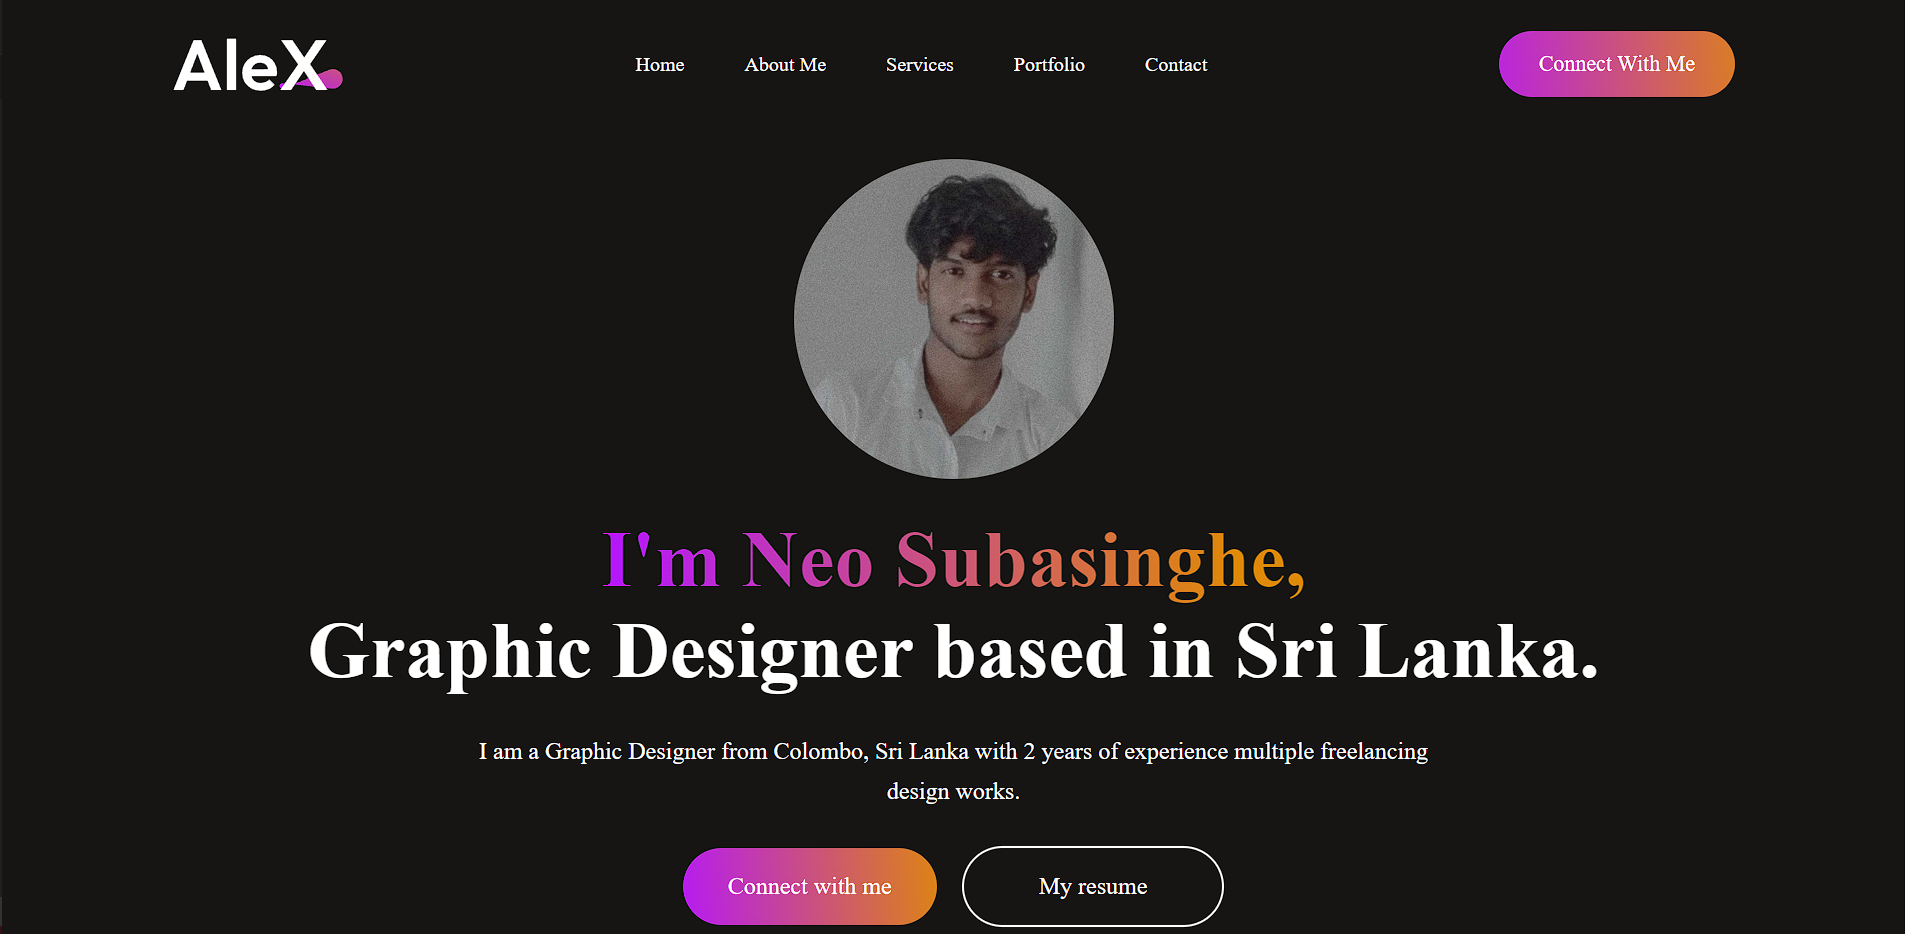 AleX
Home
About Me
Services
Portfolio
Contact
Connect With Me
I'm Neo Subasinghe,
Graphic Designer based in Sri Lanka.
I am a Graphic Designer from Colombo, Sri Lanka with 2 years of experience multiple freelancing
design works.
Connect with me
My resume